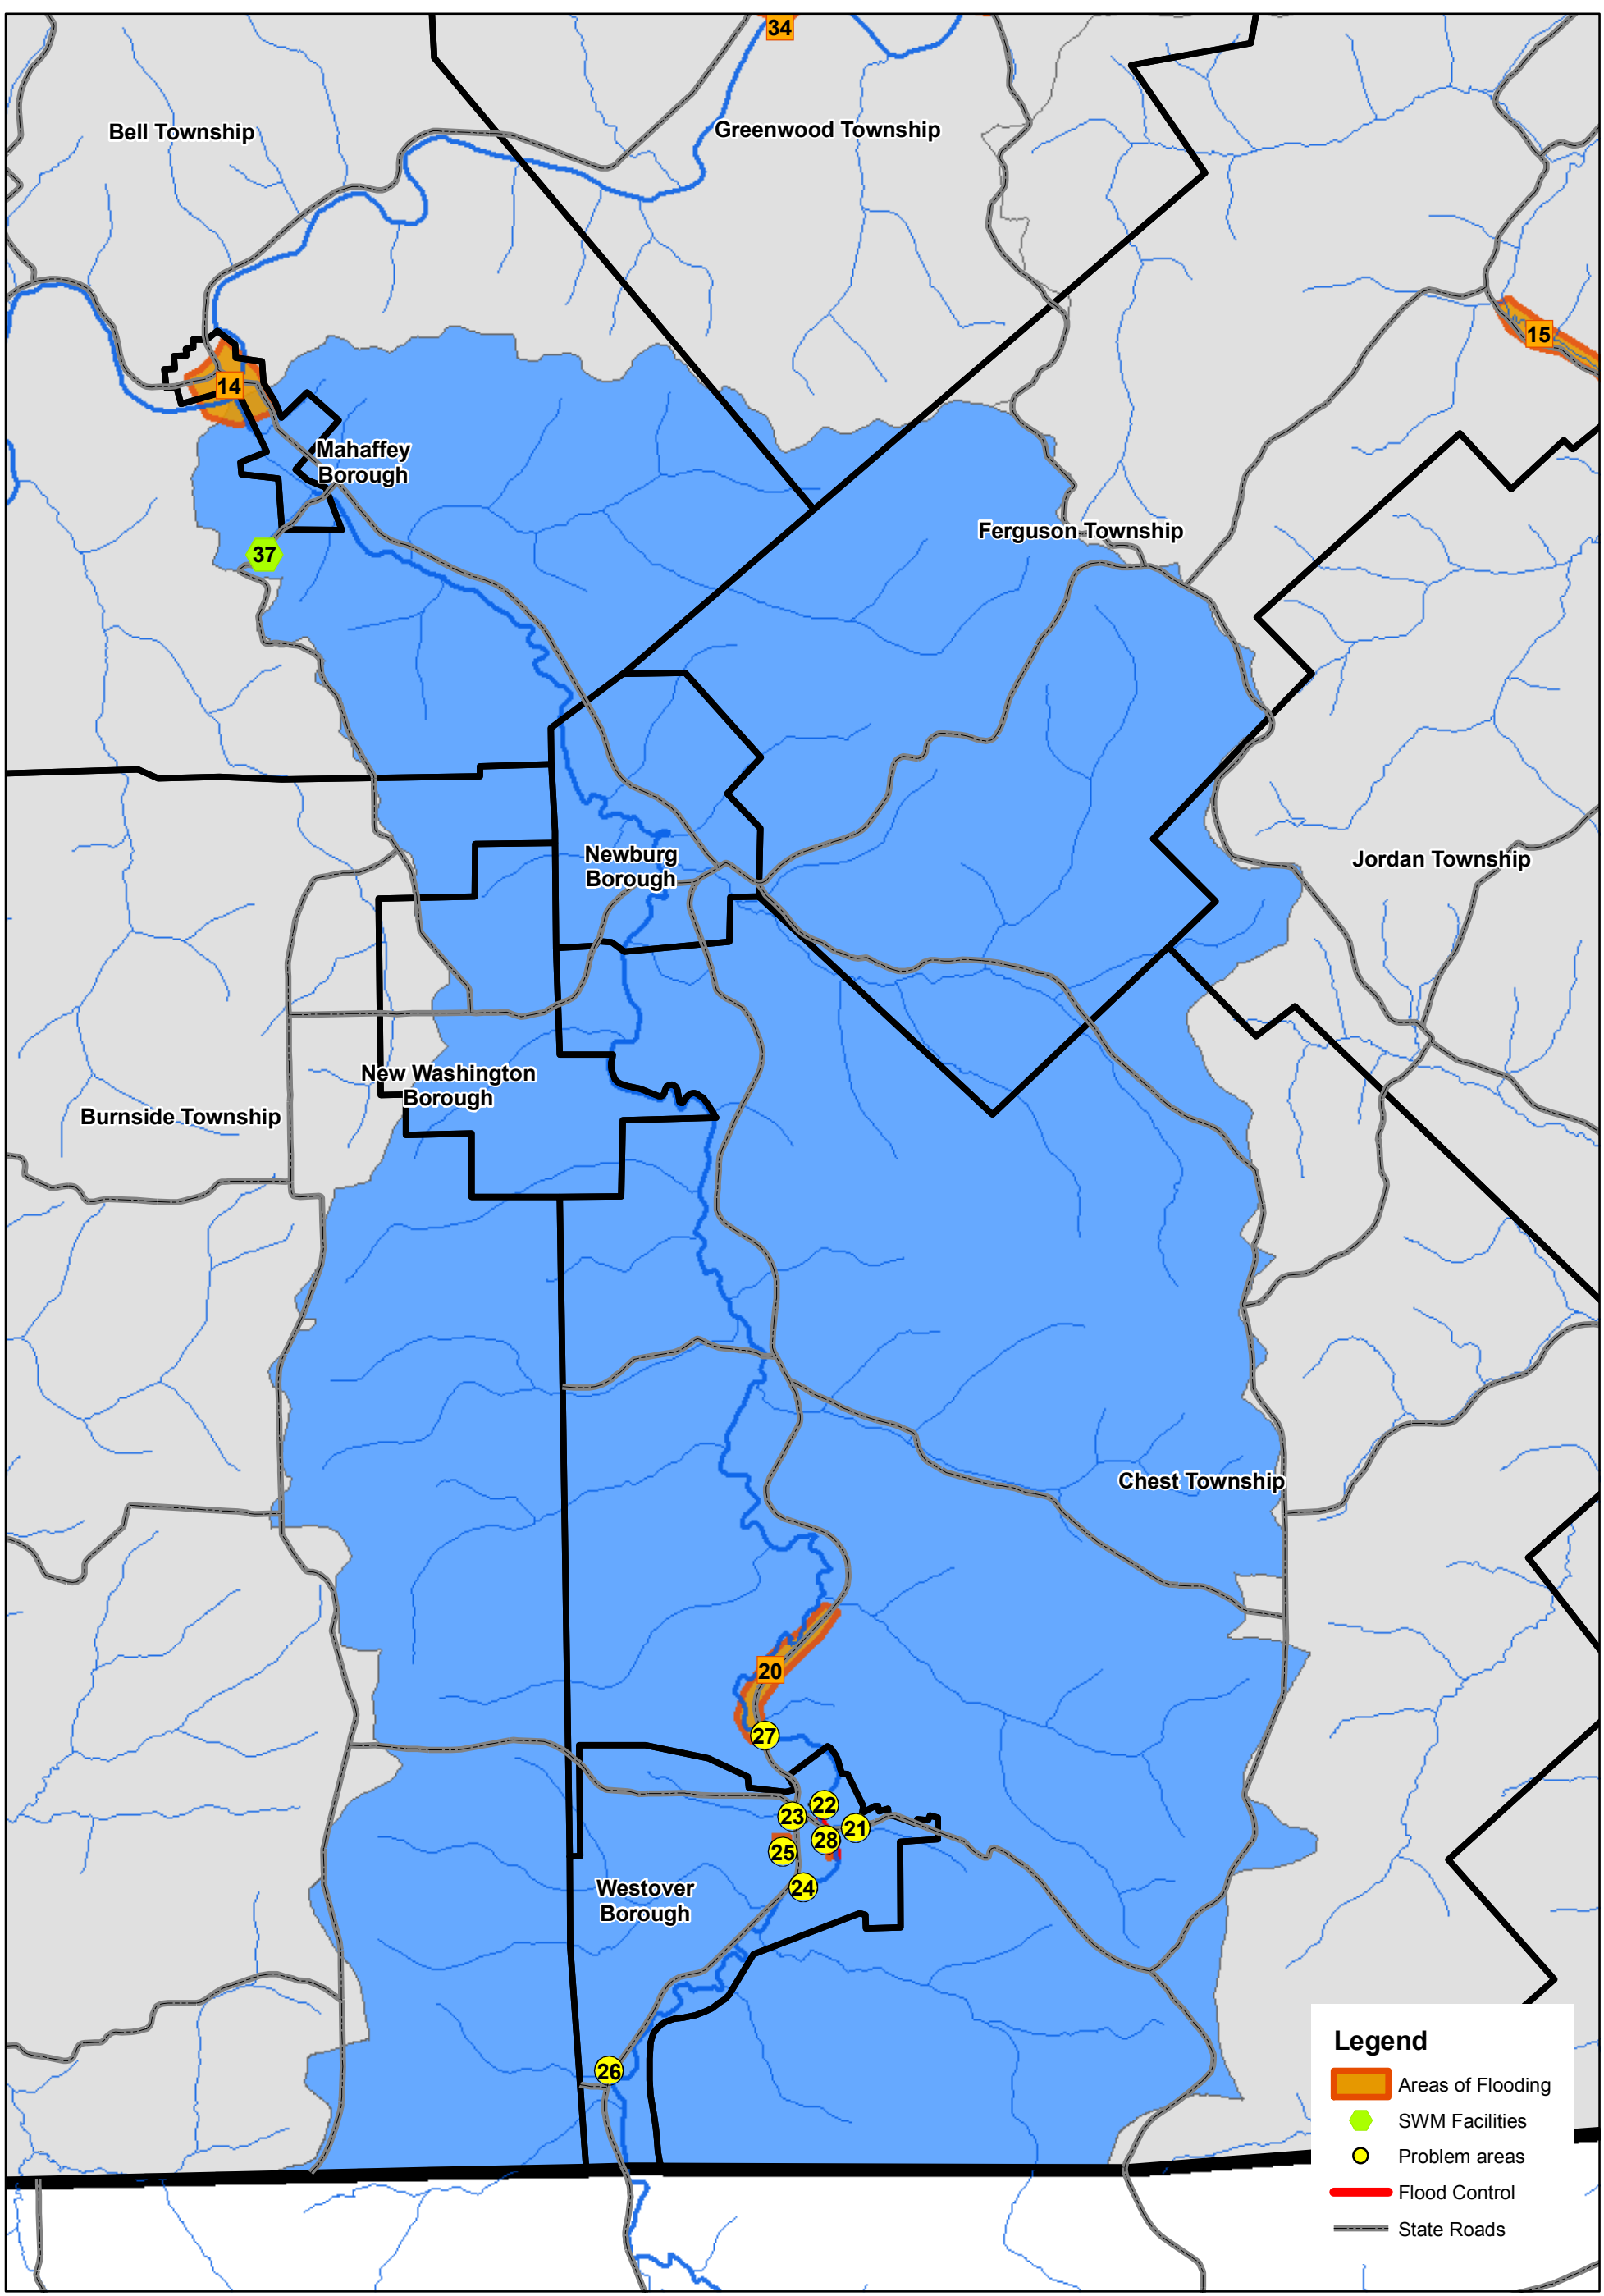 34
Bell Township
Greenwood Township
15
14
Mahaffey
Borough
Ferguson Township
37
Newburg
Borough
Jordan Township
New Washington
Borough
Burnside Township
Chest Township
20
27
22
23
21
28
25
24
Westover
Borough
26
Legend
Areas of Flooding
SWM Facilities
Problem areas
Flood Control
State Roads